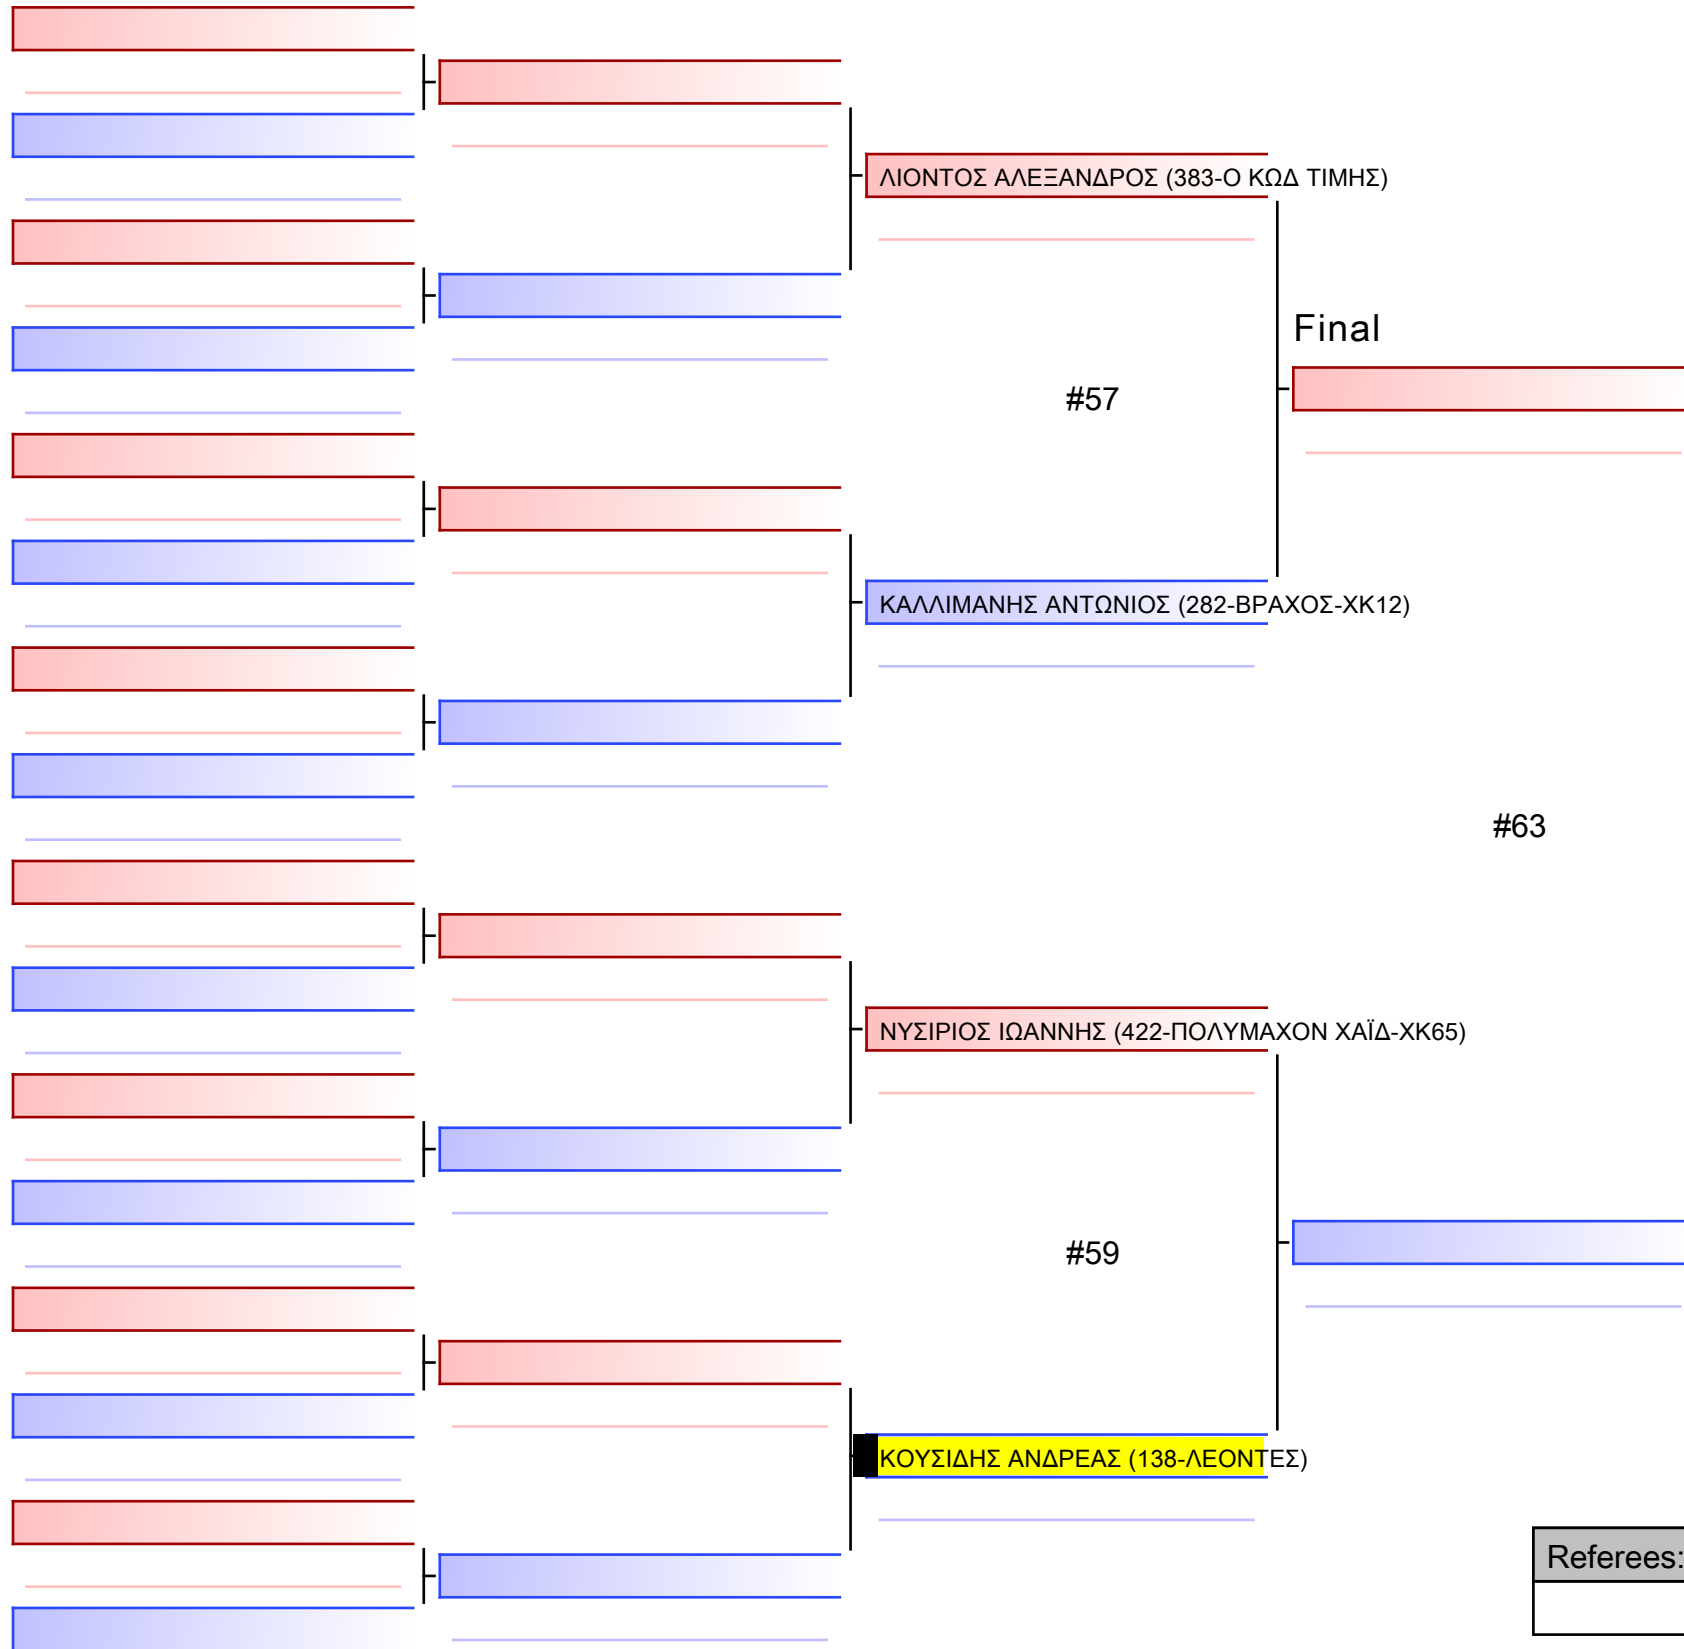 ΛΙΟΝΤΟΣ ΑΛΕΞΑΝΔΡΟΣ (383-Ο ΚΩΔ ΤΙΜΗΣ)
Final
#57
ΚΑΛΛΙΜΑΝΗΣ ΑΝΤΩΝΙΟΣ (282-ΒΡΑΧΟΣ-ΧΚ12)
#63
ΝΥΣΙΡΙΟΣ ΙΩΑΝΝΗΣ (422-ΠΟΛΥΜΑΧΟΝ ΧΑΪΔ-ΧΚ65)
#59
ΚΟΥΣΙΔΗΣ ΑΝΔΡΕΑΣ (138-ΛΕΟΝΤΕΣ)
Referees: